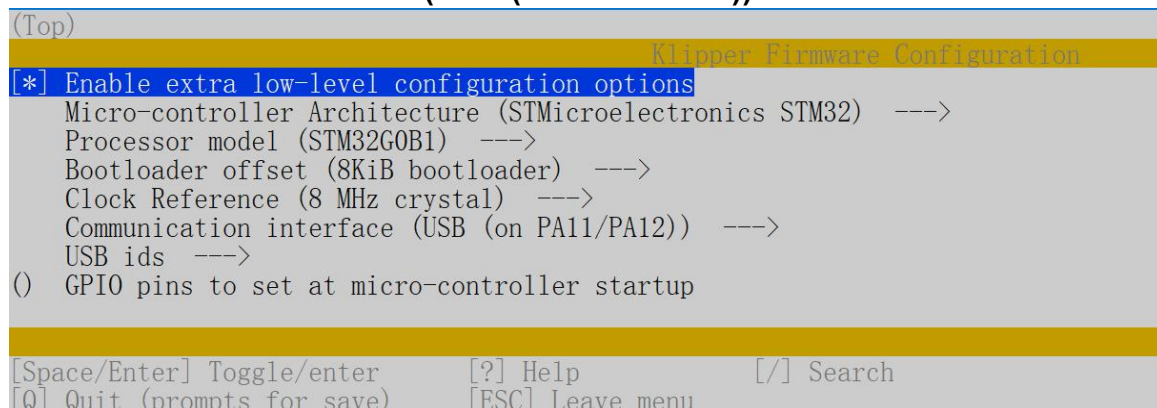 (Top)
Klipper Firmware Configuration
[*] Enable extra low-level configuration options
Micro-controller Architecture (STMicroelectronics STM32) --->
Processor model (STM32G0B1) --->
Bootloader offset (8KiB bootloader) --->
Clock Reference (8 MHz crystal) --->
Communication interface (USB (on PA11/PA12)) --->
USB ids --->
() GPIO pins to set at micro-controller startup
[Space/Enter] Toggle/enter [?] Help [/] Search
[Q] Quit (prompts for save) [ESC] Leave menu